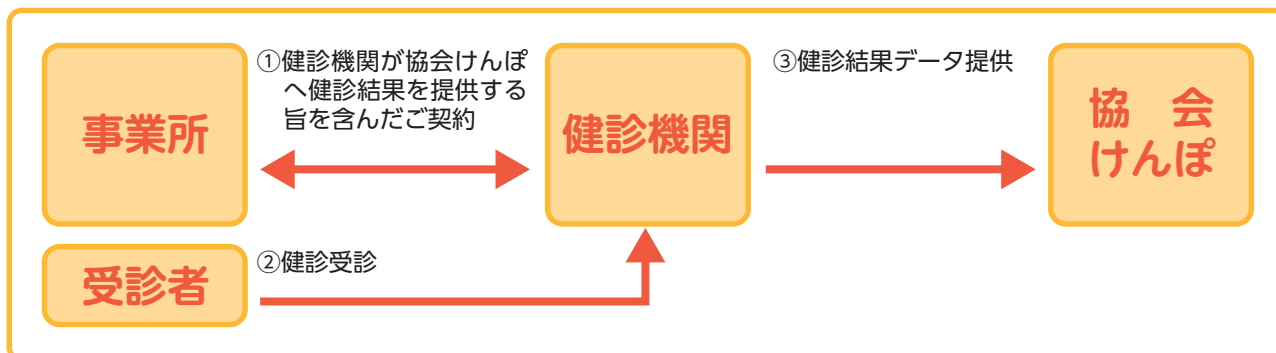 事業所
①健診機関が協会けんぽ
へ健診結果を提供する
旨を含んだご契約
健診機関
③健診結果データ提供
協　会
けんぽ
受診者
②健診受診